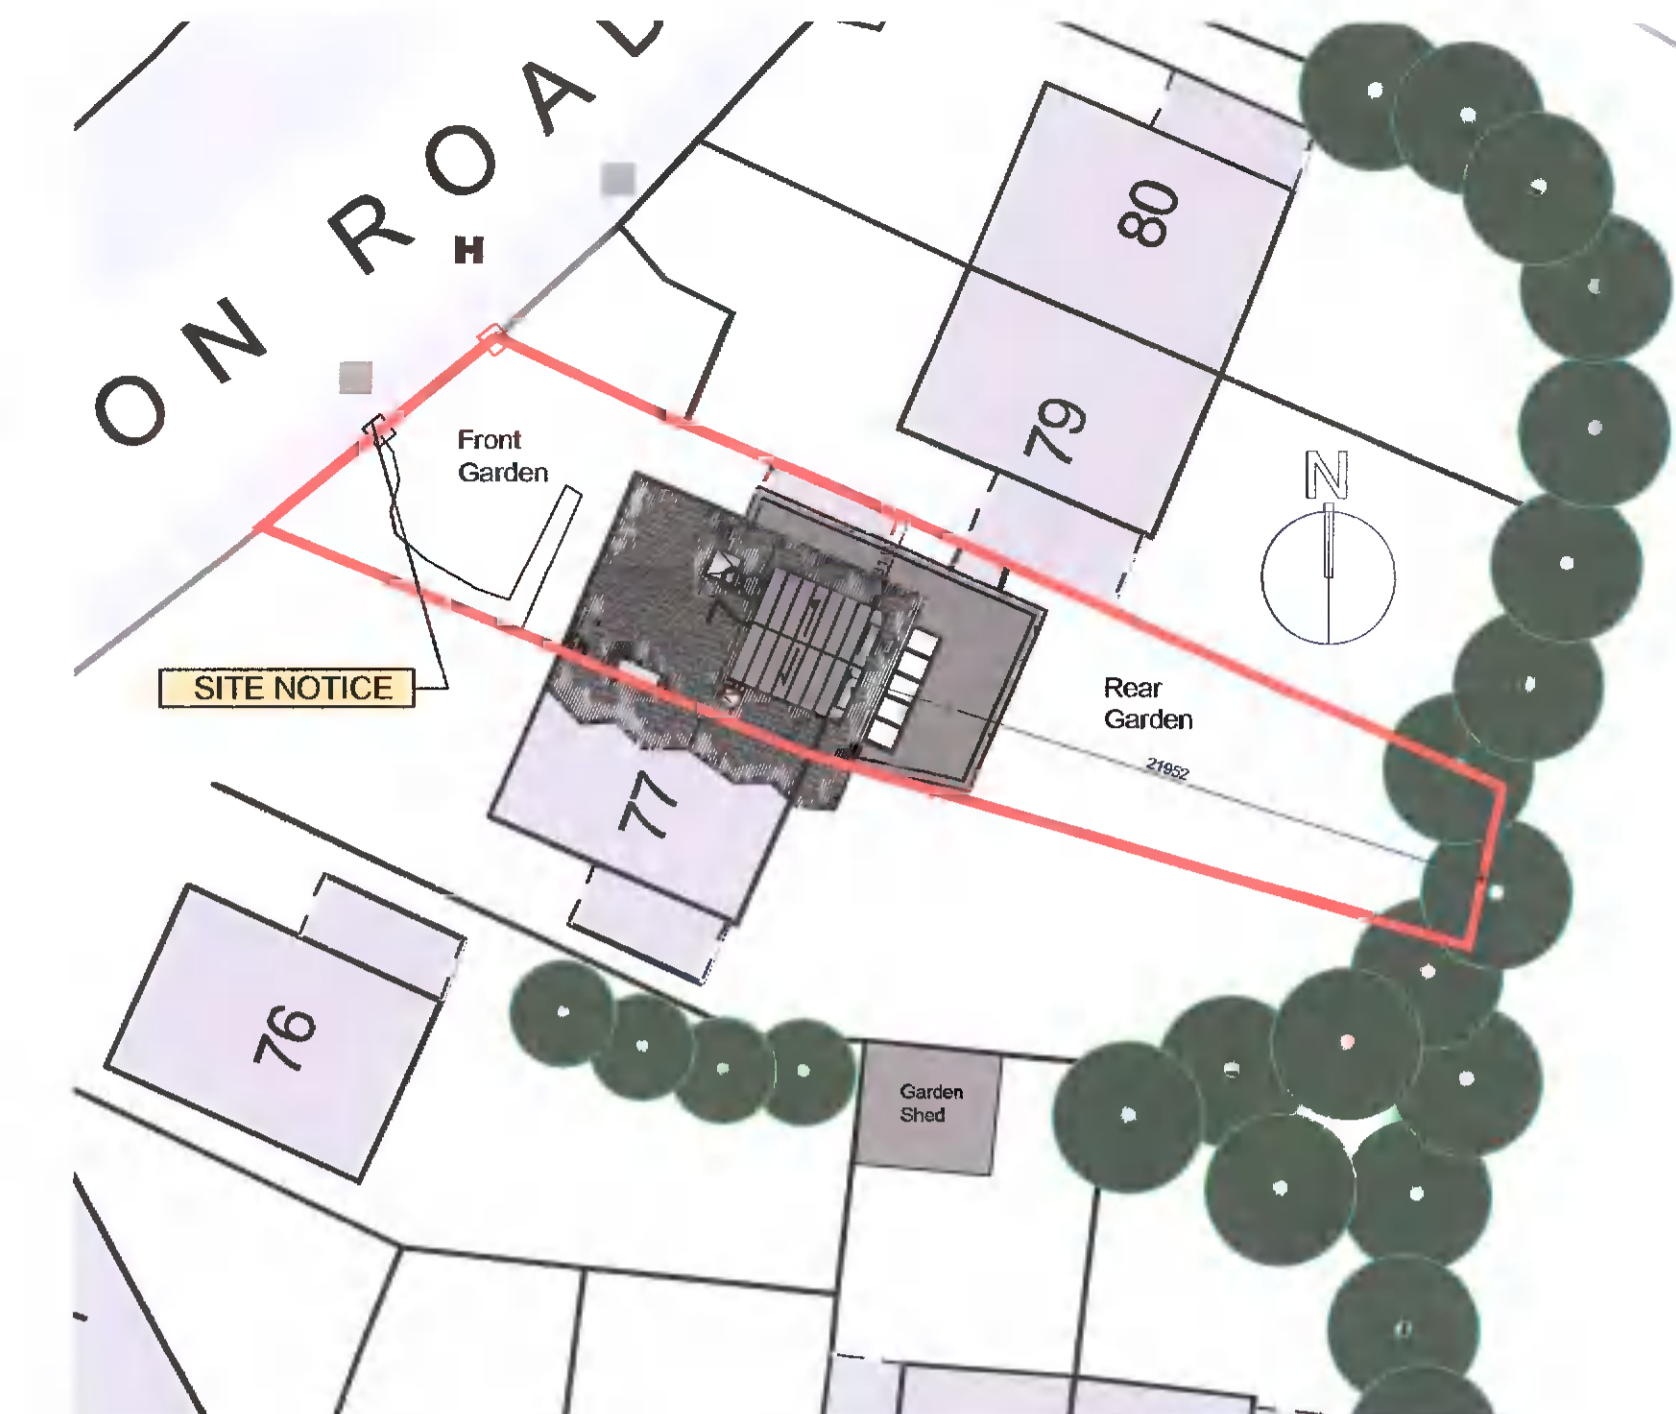 ON ROAD
H
80
79
N
Front
Garden
SITE NOTICE
Rear
Garden
21952
77
76
Garden
Shed